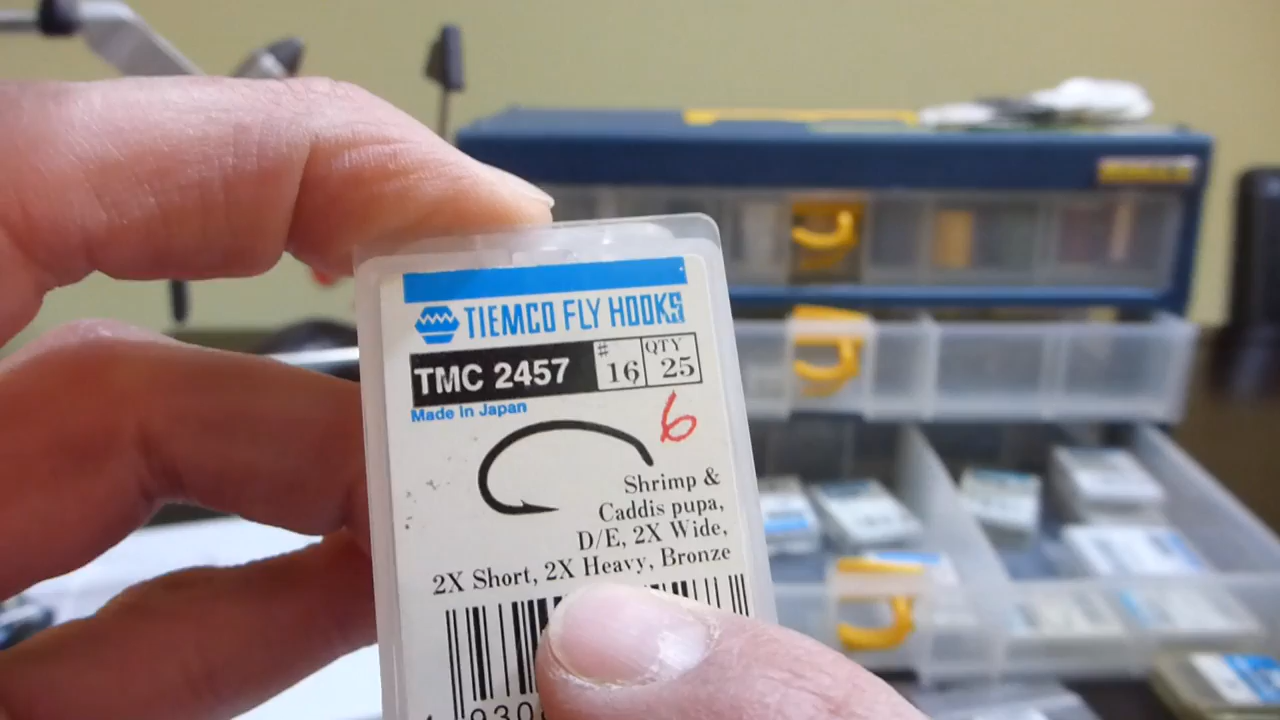 TIEMCO FLY HOOKS
TMC 2457 # 16 QTY 25
Made in Japan
6
Shrimp &
Caddis pupa,
D/E, 2X Wide,
2X Short, 2X Heavy, Bronze